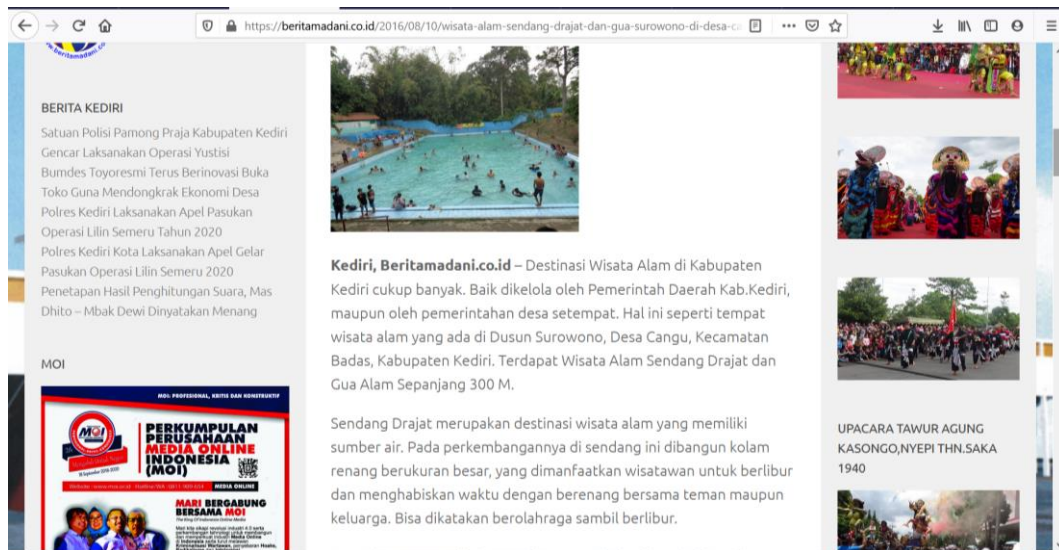 https://beritamadani.co.id/2016/08/10/wisata-alam-sendang-drajat-dan-gua-surowono-di-desa-c
www.beritamadani.co
BERITA KEDIRI
Satuan Polisi Pamong Praja Kabupaten Kediri
Gencar Laksanakan Operasi Yustisi
Bumdes Toyoresmi Terus Berinovasi Buka
Toko Guna Mendongkrak Ekonomi Desa
Polres Kediri Laksanakan Apel Pasukan
Operasi Lilin Semeru Tahun 2020
Polres Kediri Kota Laksanakan Apel Gelar
Pasukan Operasi Lilin Semeru 2020
Penetapan Hasil Penghitungan Suara, Mas
Dhito – Mbak Dewi Dinyatakan Menang
MOI
MOI: PROFESIONAL, KRITIS DAN KONSTRUKTIF
MOI
PERKUMPULAN
PERUSAHAAN
MEDIA ONLINE
INDONESIA
(MOI)
MEDIA ONLINE
MARI BERGABUNG
BERSAMA MOI
Kediri, Beritamadani.co.id – Destinasi Wisata Alam di Kabupaten
Kediri cukup banyak. Baik dikelola oleh Pemerintah Daerah Kab.Kediri,
maupun oleh pemerintahan desa setempat. Hal ini seperti tempat
wisata alam yang ada di Dusun Surowono, Desa Cangu, Kecamatan
Badas, Kabupaten Kediri. Terdapat Wisata Alam Sendang Drajat dan
Gua Alam Sepanjang 300 M.
Sendang Drajat merupakan destinasi wisata alam yang memiliki
sumber air. Pada perkembangannya di sendang ini dibangun kolam
renang berukuran besar, yang dimanfaatkan wisatawan untuk berlibur
dan menghabiskan waktu dengan berenang bersama teman maupun
keluarga. Bisa dikatakan berolahraga sambil berlibur.
UPACARA TAWUR AGUNG
KASONGO,NYEPI THN.SAKA
1940